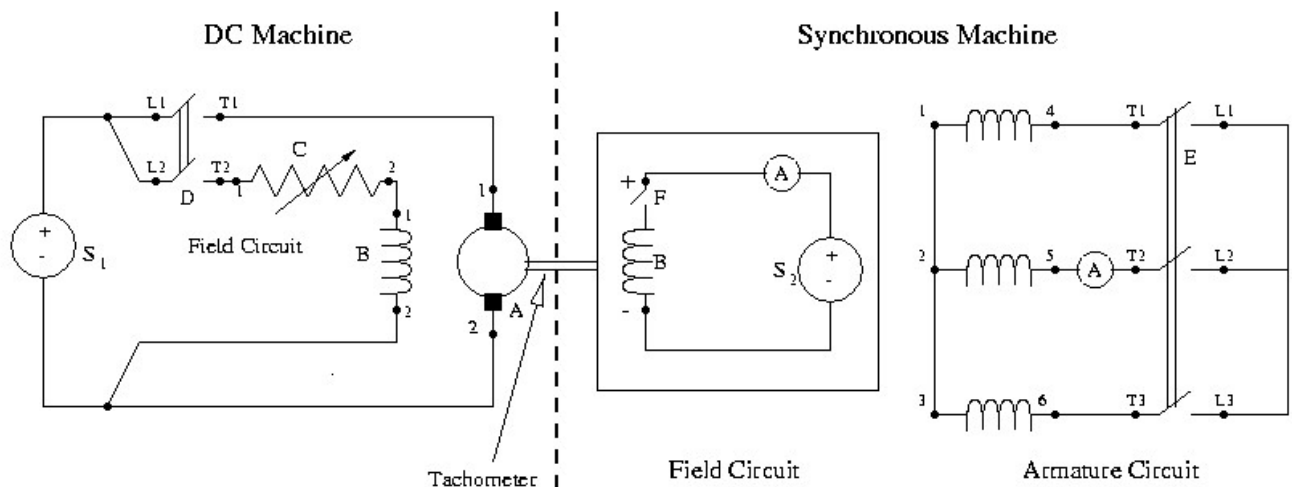 DC Machine
Synchronous Machine
L1 T1
C
L2 T2 1 2
D
1
Field Circuit
B
+
-
S1
2
1
A
2
Tachometer
+ F A
B
S2 +
-
-
Field Circuit
1 4 T1 L1
E
2 5 A T2 L2
3 6 T3 L3
Armature Circuit